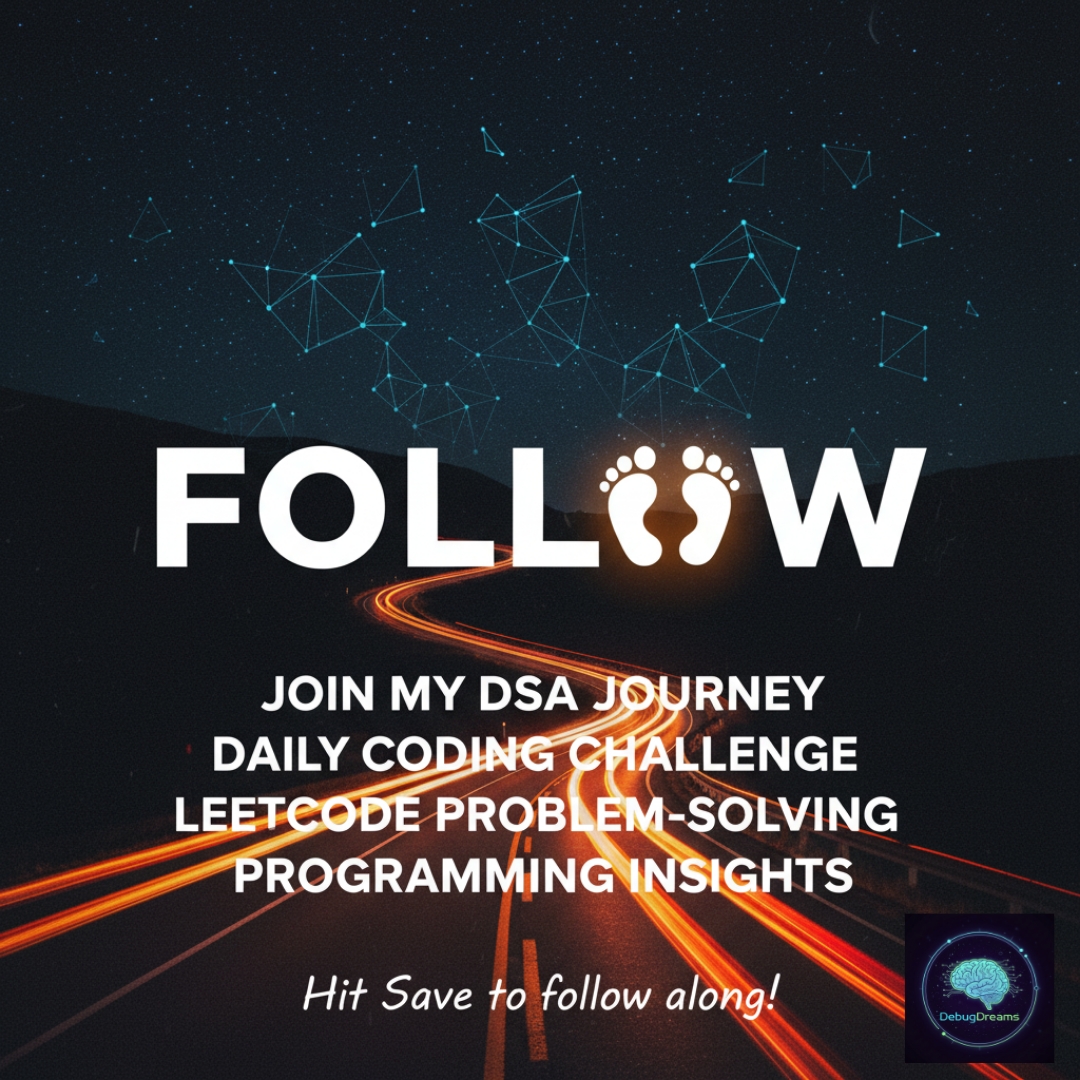 FOLLOW
JOIN MY DSA JOURNEY
DAILY CODING CHALLENGE
LEETCODE PROBLEM-SOLVING
PROGRAMMING INSIGHTS
Hit Save to follow along!
DebugDreams